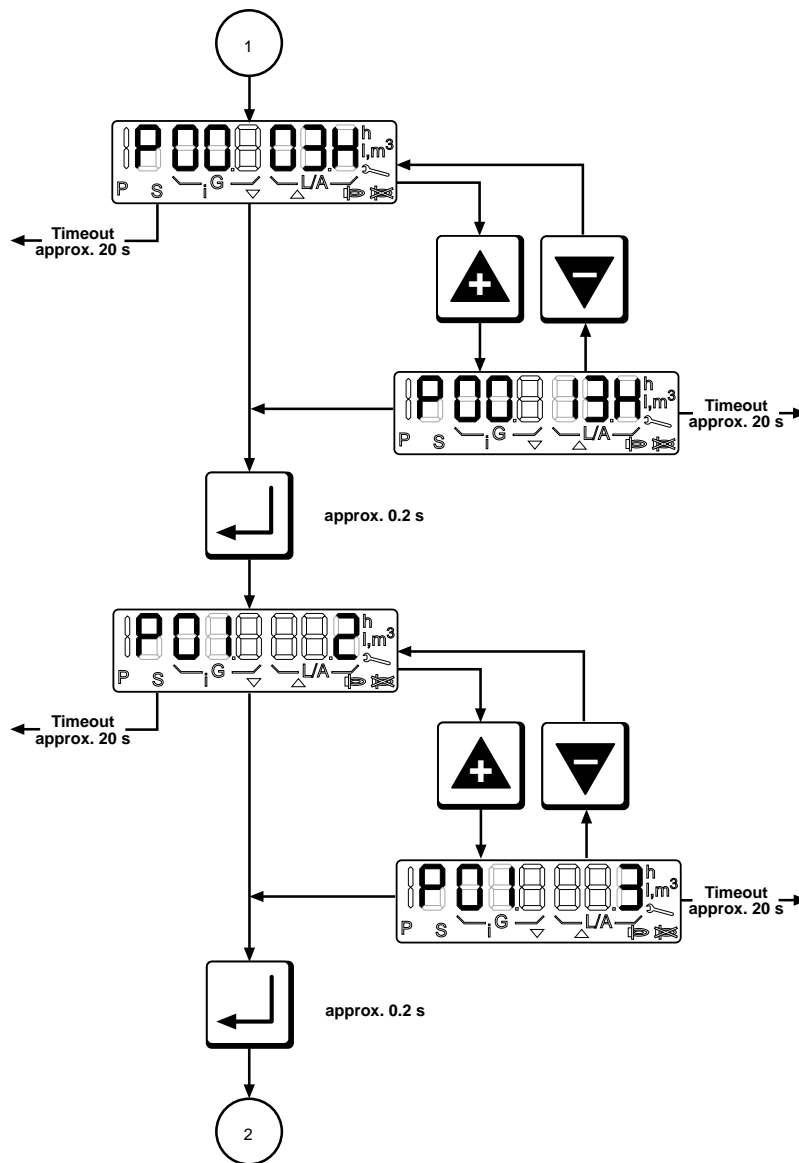 1
P00. 03H h
l,m³
P S i G L/A
Timeout
approx. 20 s
+ −
P00. 13H h
l,m³
P S i G L/A
Timeout
approx. 20 s
approx. 0.2 s
P01. 2 h
l,m³
P S i G L/A
Timeout
approx. 20 s
+ −
P01. 3 h
l,m³
P S i G L/A
Timeout
approx. 20 s
approx. 0.2 s
2